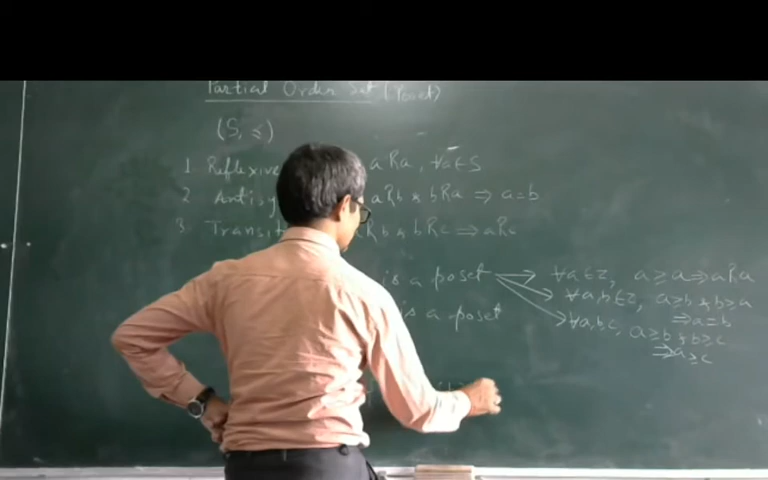 Partial Order Set (Poset)
(S, ≤)
1 Reflexive aRa, ∀a∈S
2 Antisy aRb & bRa ⇒ a=b
3 Transit aRb & bRc ⇒ aRc
is a poset
∀a∈Z, a≥a ⇒ aRa
∀a,b∈Z, a≥b & b≥a
⇒ a=b
is a poset
∀a,b,c, a≥b & b≥c
⇒ a≥c